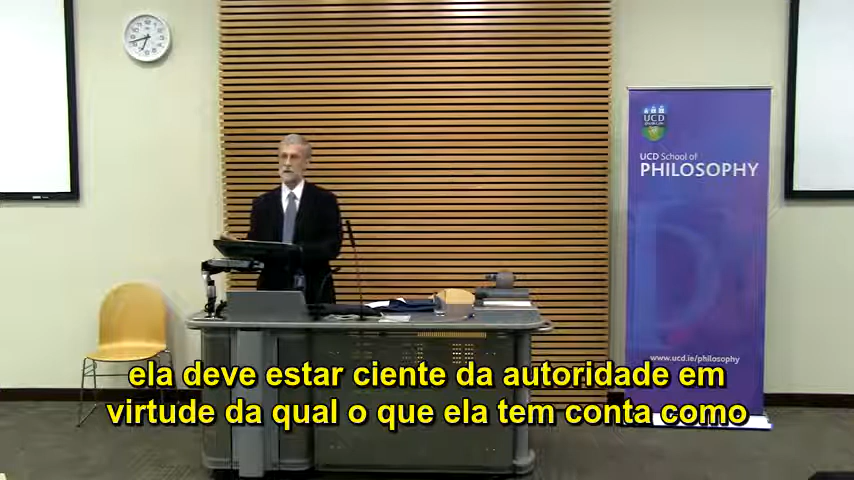 UCD
UCD School of
PHILOSOPHY
www.ucd.ie/philosophy
ela deve estar ciente da autoridade em
virtude da qual o que ela tem conta como